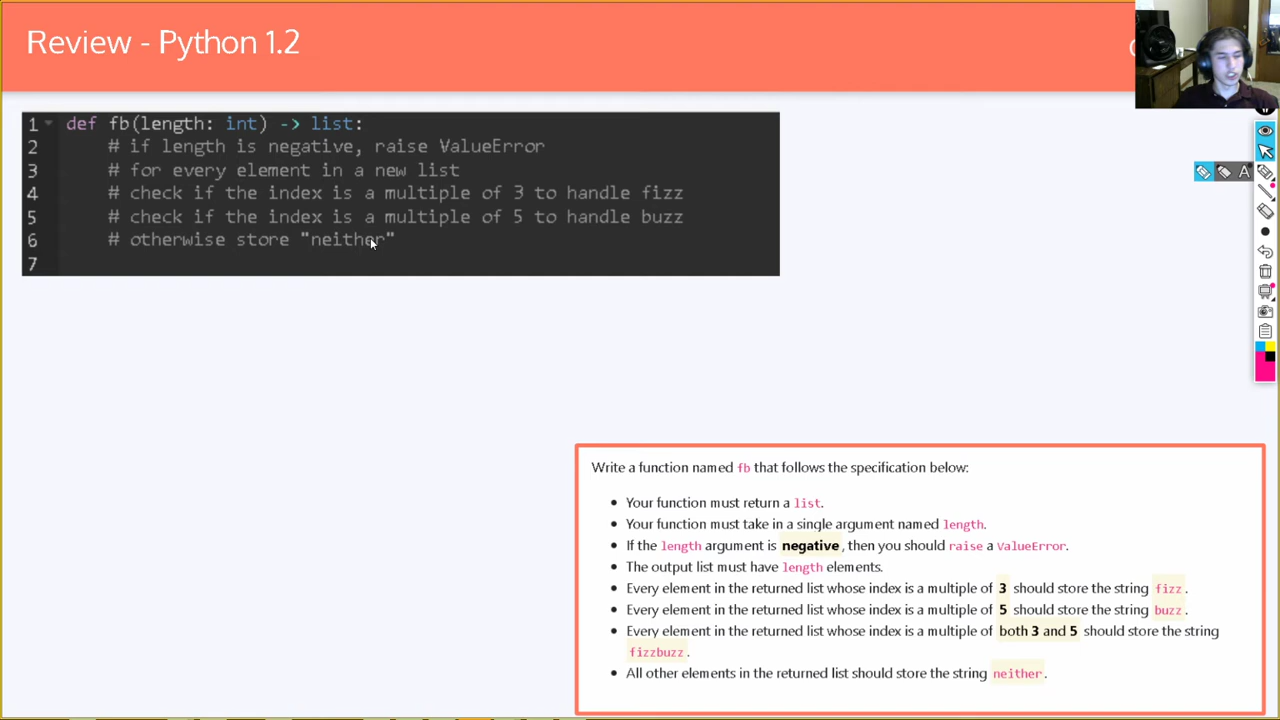 Review - Python 1.2
1 def fb(length: int) -> list:
2 # if length is negative, raise ValueError
3 # for every element in a new list
4 # check if the index is a multiple of 3 to handle fizz
5 # check if the index is a multiple of 5 to handle buzz
6 # otherwise store "neither"
7
A
Write a function named fb that follows the specification below:
• Your function must return a list.
• Your function must take in a single argument named length.
• If the length argument is negative, then you should raise a ValueError.
• The output list must have length elements.
• Every element in the returned list whose index is a multiple of 3 should store the string fizz.
• Every element in the returned list whose index is a multiple of 5 should store the string buzz.
• Every element in the returned list whose index is a multiple of both 3 and 5 should store the string
fizzbuzz.
• All other elements in the returned list should store the string neither.